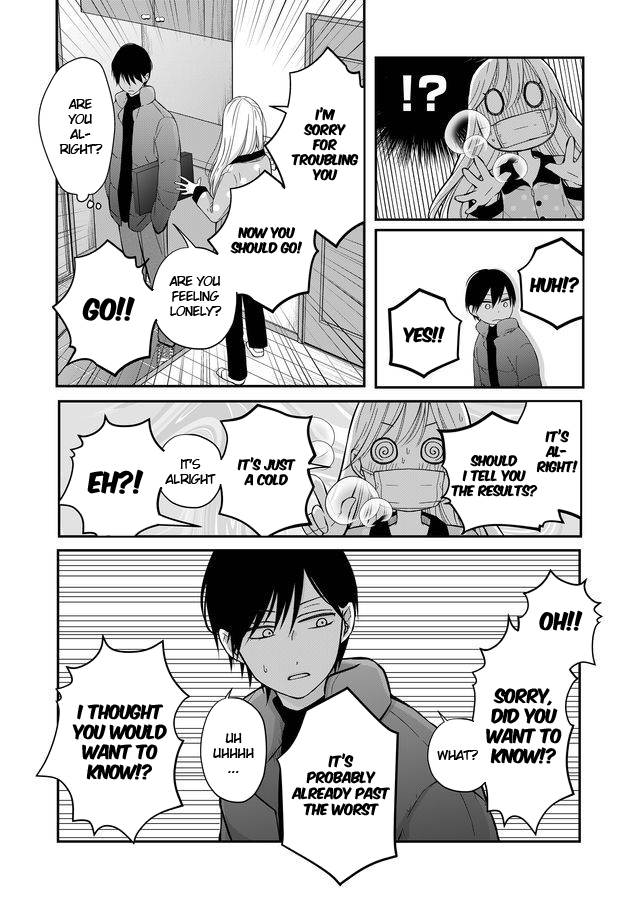 !?
HUH!?
YES!!
I'M
SORRY
FOR
TROUBLING
YOU
ARE
YOU
AL-
RIGHT?
NOW YOU
SHOULD GO!
ARE YOU
FEELING
LONELY?
GO!!
IT'S
AL-
RIGHT!
SHOULD
I TELL YOU
THE RESULTS?
IT'S JUST
A COLD
IT'S
ALRIGHT
EH?!
OH!!
SORRY,
DID YOU
WANT TO
KNOW!?
WHAT?
IT'S
PROBABLY
ALREADY PAST
THE WORST
UH
UHHHH
...
I THOUGHT
YOU WOULD
WANT TO
KNOW!?